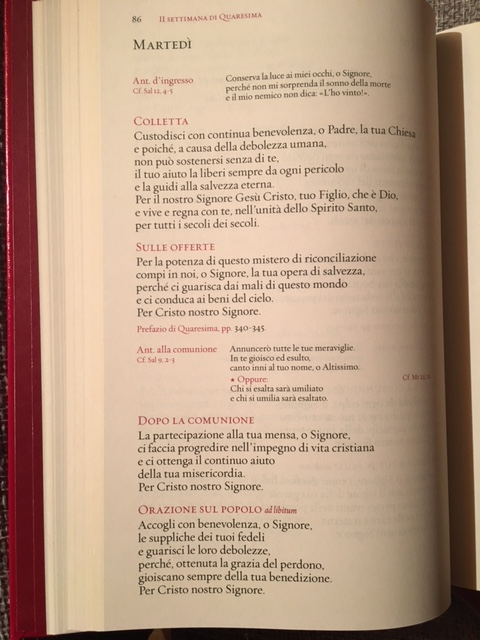 86 II SETTIMANA DI QUARESIMA
MARTEDÌ
Ant. d'ingresso
Cf. Sal 12, 4-5
Conserva la luce ai miei occhi, o Signore,
perché non mi sorprenda il sonno della morte
e il mio nemico non dica: «L'ho vinto!».
COLLETTA
Custodisci con continua benevolenza, o Padre, la tua Chiesa
e poiché, a causa della debolezza umana,
non può sostenersi senza di te,
il tuo aiuto la liberi sempre da ogni pericolo
e la guidi alla salvezza eterna.
Per il nostro Signore Gesù Cristo, tuo Figlio, che è Dio,
e vive e regna con te, nell'unità dello Spirito Santo,
per tutti i secoli dei secoli.
SULLE OFFERTE
Per la potenza di questo mistero di riconciliazione
compi in noi, o Signore, la tua opera di salvezza,
perché ci guarisca dai mali di questo mondo
e ci conduca ai beni del cielo.
Per Cristo nostro Signore.
Prefazio di Quaresima, pp. 340-345.
Ant. alla comunione
Cf. Sal 9, 2-3
Annuncerò tutte le tue meraviglie.
In te gioisco ed esulto,
canto inni al tuo nome, o Altissimo.
★ Oppure:
Cf. Mt
Chi si esalta sarà umiliato
e chi si umilia sarà esaltato.
DOPO LA COMUNIONE
La partecipazione alla tua mensa, o Signore,
ci faccia progredire nell'impegno di vita cristiana
e ci ottenga il continuo aiuto
della tua misericordia.
Per Cristo nostro Signore.
ORAZIONE SUL POPOLO ad libitum
Accogli con benevolenza, o Signore,
le suppliche dei tuoi fedeli
e guarisci le loro debolezze,
perché, ottenuta la grazia del perdono,
gioiscano sempre della tua benedizione.
Per Cristo nostro Signore.